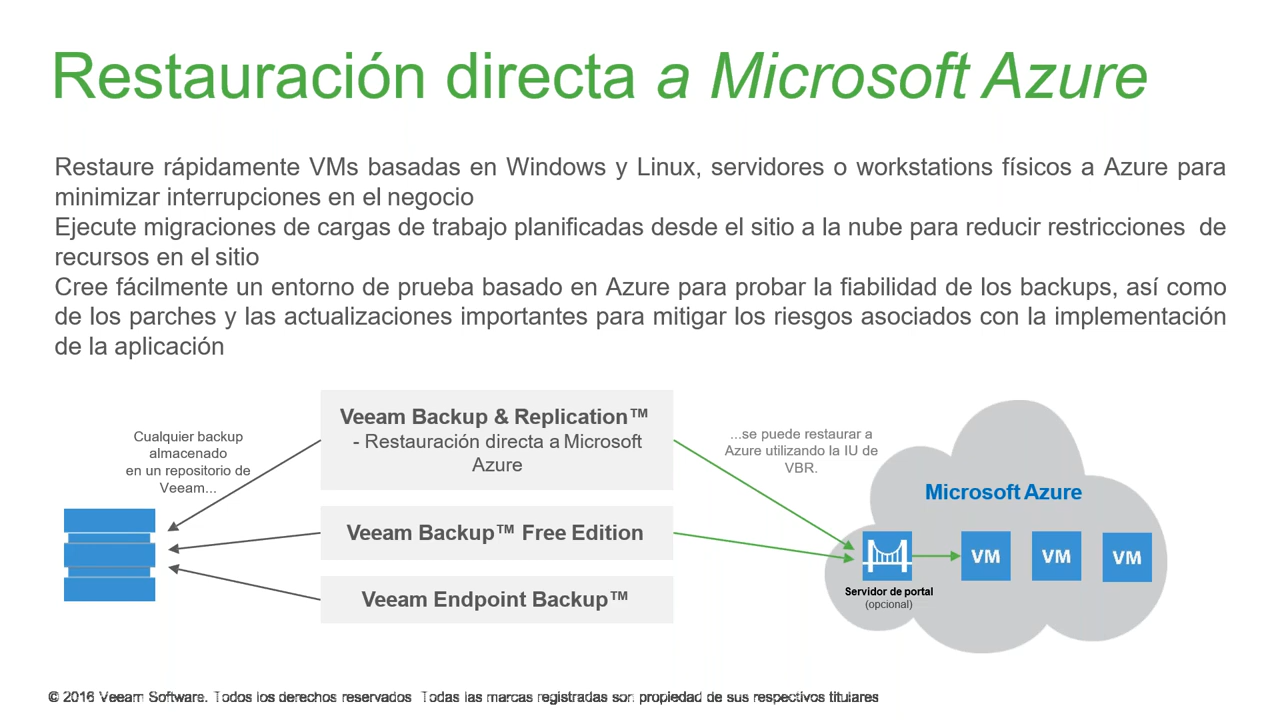 Restauración directa a Microsoft Azure
Restaure rápidamente VMs basadas en Windows y Linux, servidores o workstations físicos a Azure para
minimizar interrupciones en el negocio
Ejecute migraciones de cargas de trabajo planificadas desde el sitio a la nube para reducir restricciones de
recursos en el sitio
Cree fácilmente un entorno de prueba basado en Azure para probar la fiabilidad de los backups, así como
de los parches y las actualizaciones importantes para mitigar los riesgos asociados con la implementación
de la aplicación
Cualquier backup
almacenado
en un repositorio de
Veeam...
Veeam Backup & Replication™
- Restauración directa a Microsoft
Azure
Veeam Backup™ Free Edition
Veeam Endpoint Backup™
...se puede restaurar a
Azure utilizando la IU de
VBR.
Microsoft Azure
VM
VM
VM
Servidor de portal
(opcional)
© 2016 Veeam Software. Todos los derechos reservados Todas las marcas registradas son propiedad de sus respectivos titulares